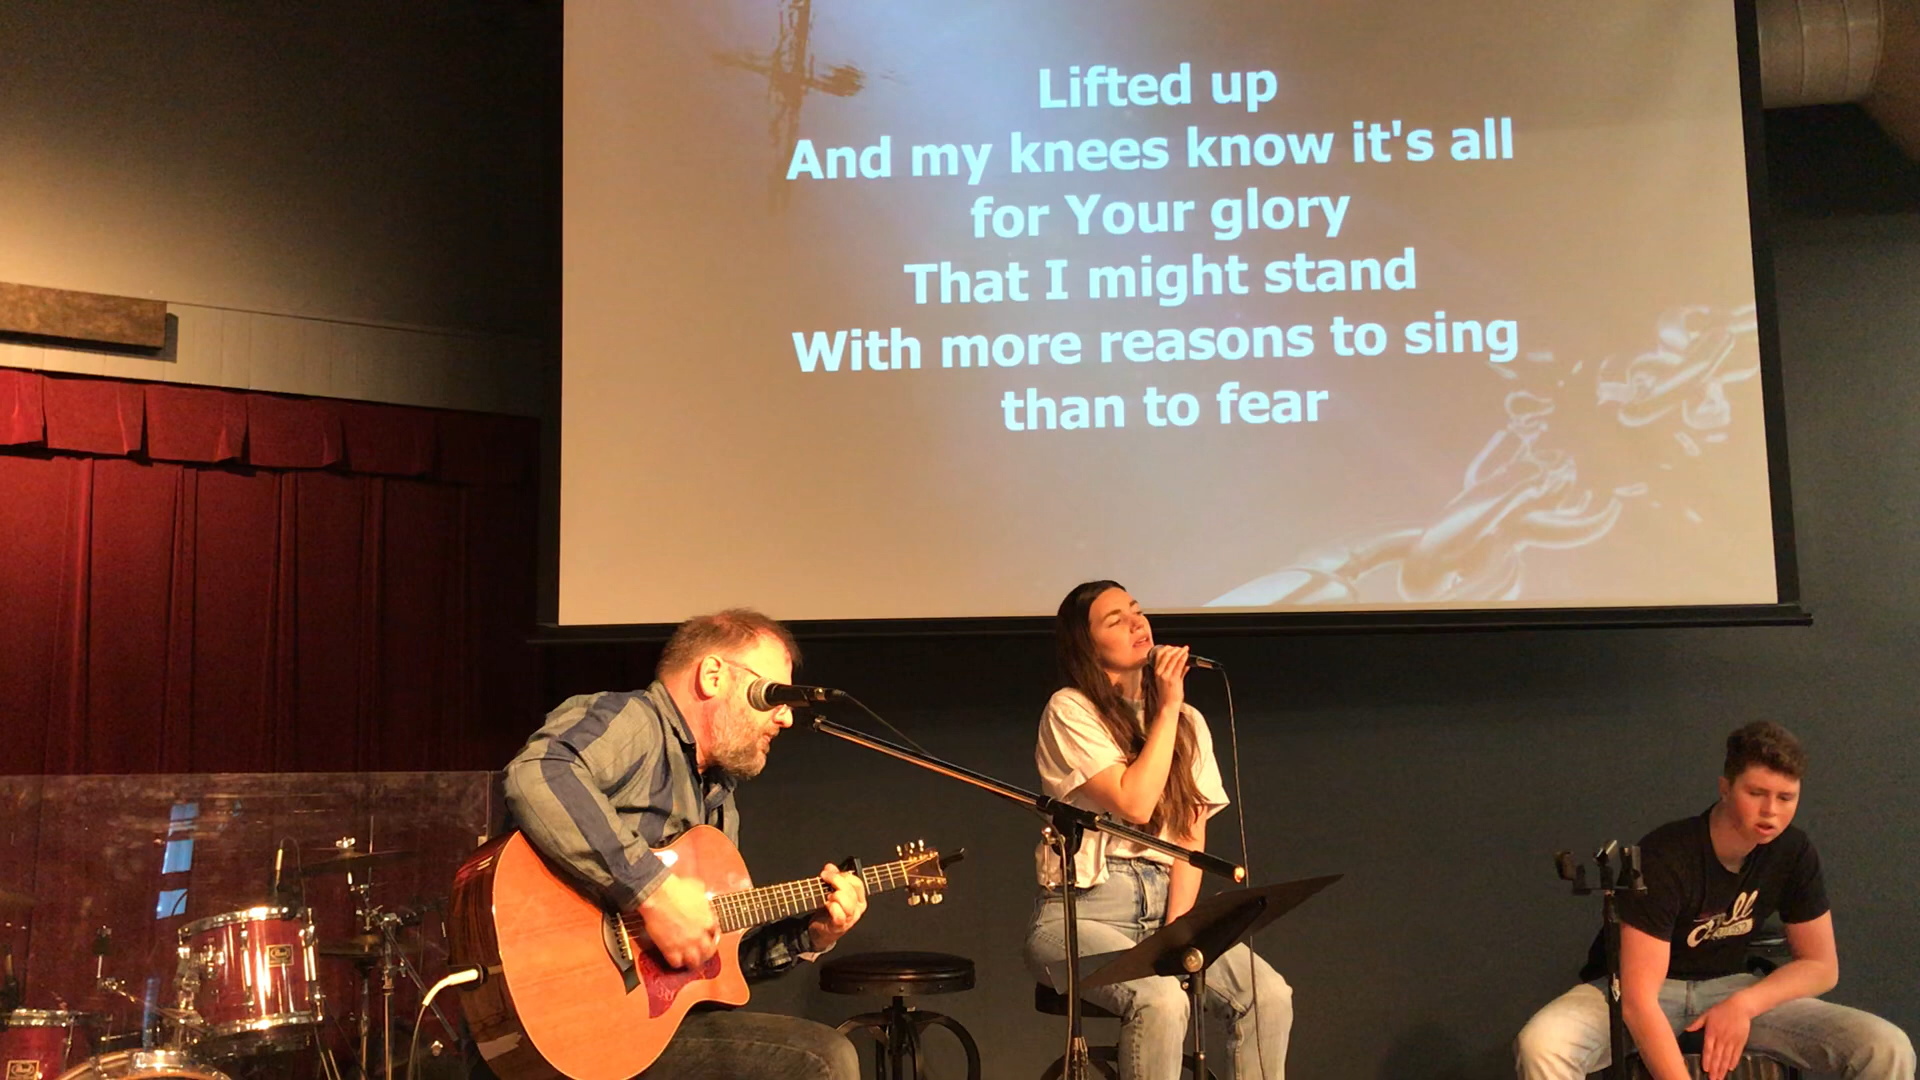 Lifted up
And my knees know it's all
for Your glory
That I might stand
With more reasons to sing
than to fear
Pearl